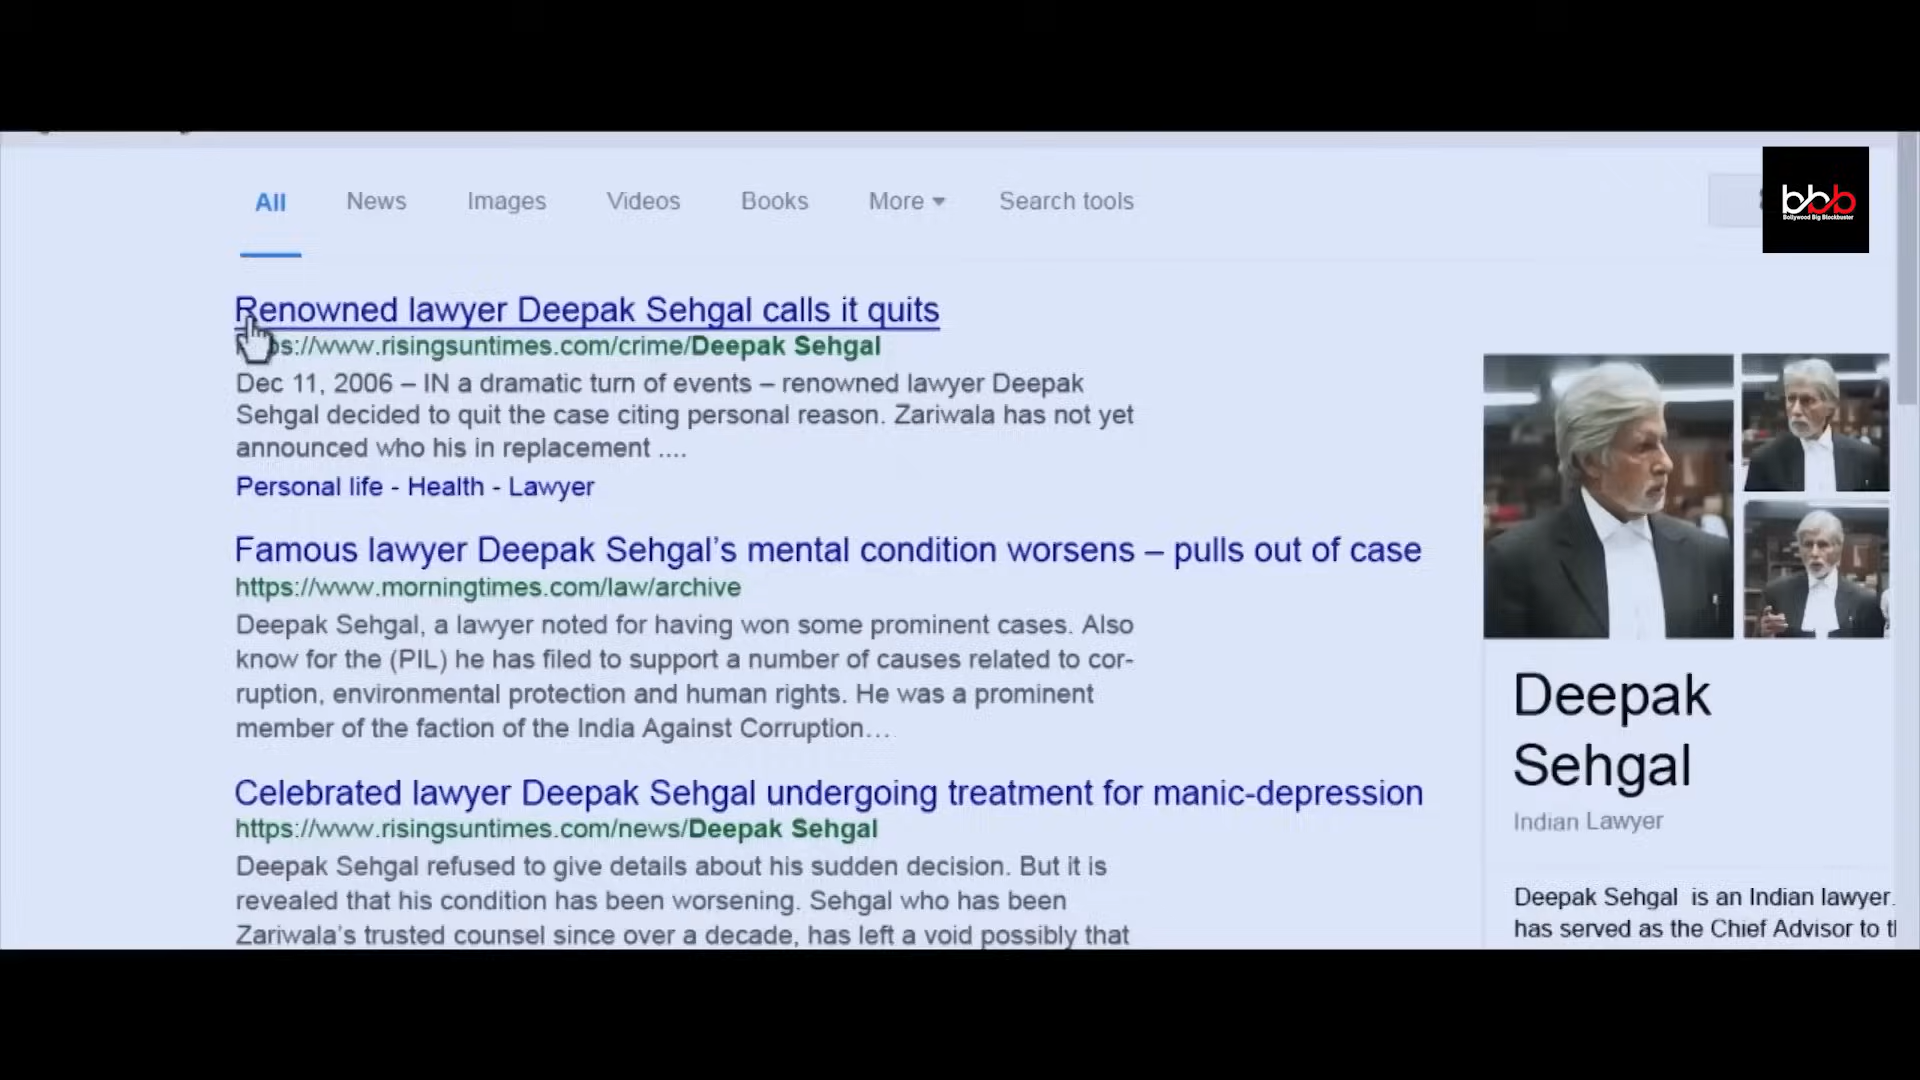 All News Images Videos Books More Search tools
bbb
Bollywood Big Blockbuster
Renowned lawyer Deepak Sehgal calls it quits
ps://www.risingsuntimes.com/crime/Deepak Sehgal
Dec 11, 2006 – IN a dramatic turn of events – renowned lawyer Deepak
Sehgal decided to quit the case citing personal reason. Zariwala has not yet
announced who his in replacement ....
Personal life - Health - Lawyer
Famous lawyer Deepak Sehgal’s mental condition worsens – pulls out of case
https://www.morningtimes.com/law/archive
Deepak Sehgal, a lawyer noted for having won some prominent cases. Also
know for the (PIL) he has filed to support a number of causes related to cor-
ruption, environmental protection and human rights. He was a prominent
member of the faction of the India Against Corruption...
Celebrated lawyer Deepak Sehgal undergoing treatment for manic-depression
https://www.risingsuntimes.com/news/Deepak Sehgal
Deepak Sehgal refused to give details about his sudden decision. But it is
revealed that his condition has been worsening. Sehgal who has been
Zariwala’s trusted counsel since over a decade, has left a void possibly that
Deepak
Sehgal
Indian Lawyer
Deepak Sehgal is an Indian lawyer.
has served as the Chief Advisor to